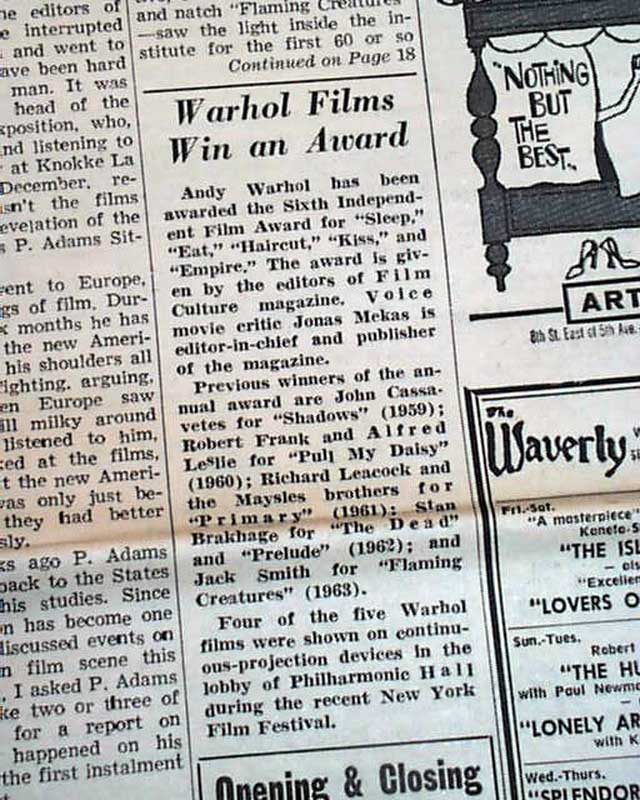 he editors of
interrupted
and went to
ave been hard
man. It was
head of the
xposition, who,
nd listening to
at Knokke La
December, re-
asn't the films
evelation of the
s P. Adams Sit-
ent to Europe,
gs of film. Dur-
x months he has
the new Ameri-
his shoulders all
ighting, arguing,
en Europe saw
ill milky around
listened to him,
ked at the films,
t the new Ameri-
was only just be-
they had better
sly.
ks ago P. Adams
back to the States
his studies. Since
n has become one
discussed events on
n film scene this
I asked P. Adams
ke two or three of
for a report on
happened on his
the first instalment
and natch "Flaming Creatures"
—saw the light inside the in-
stitute for the first 60 or so
Continued on Page 18
Warhol Films
Win an Award
Andy Warhol has been
awarded the Sixth Independ-
ent Film Award for "Sleep,"
"Eat," "Haircut," "Kiss," and
"Empire." The award is giv-
en by the editors of Film
Culture magazine. Voice
movie critic Jonas Mekas is
editor-in-chief and publisher
of the magazine.
Previous winners of the an-
nual award are John Cassa-
vetes for "Shadows" (1959);
Robert Frank and Alfred
Leslie for "Pull My Daisy"
(1960); Richard Leacock and
the Maysles brothers for
"Primary" (1961); Stan
Brakhage for "The Dead"
and "Prelude" (1962); and
Jack Smith for "Flaming
Creatures" (1963).
Four of the five Warhol
films were shown on continu-
ous-projection devices in the
lobby of Philharmonic Hall
during the recent New York
Film Festival.
Opening & Closing
"NOTHING
BUT
THE
BEST."
ART
8th St. East of 5th Ave.
The
Waverly
Fri.-Sat.
"A masterpiece"
Kaneto S
"THE ISL
"Excelle
"LOVERS O
Sun.-Tues.
Robert
"THE HU
with Paul Newm
"LONELY AR
with K
Wed.-Thurs.
"SPLENDOR